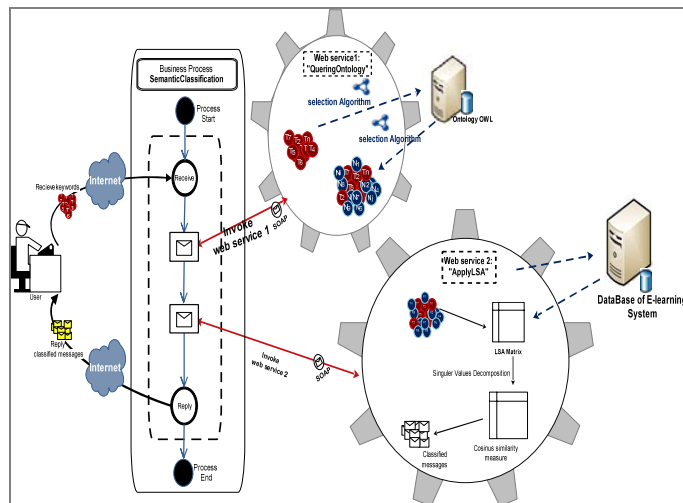 Business Process
SemanticClassification
Process
Start
Receive
Reply
Process
End
Internet
Recieve keywords
User
Reply
classified messages
Internet
Invoke
web service 1
SOAP
Invoke
web service 2
SOAP
Web service1:
"QueringOntology"
selection Algorithm
selection Algorithm
Ontology OWL
Web service 2:
"ApplyLSA"
LSA Matrix
Singuler Values Decomposition
Cosinus similarity
measure
Classified
messages
DataBase of E-learning
System